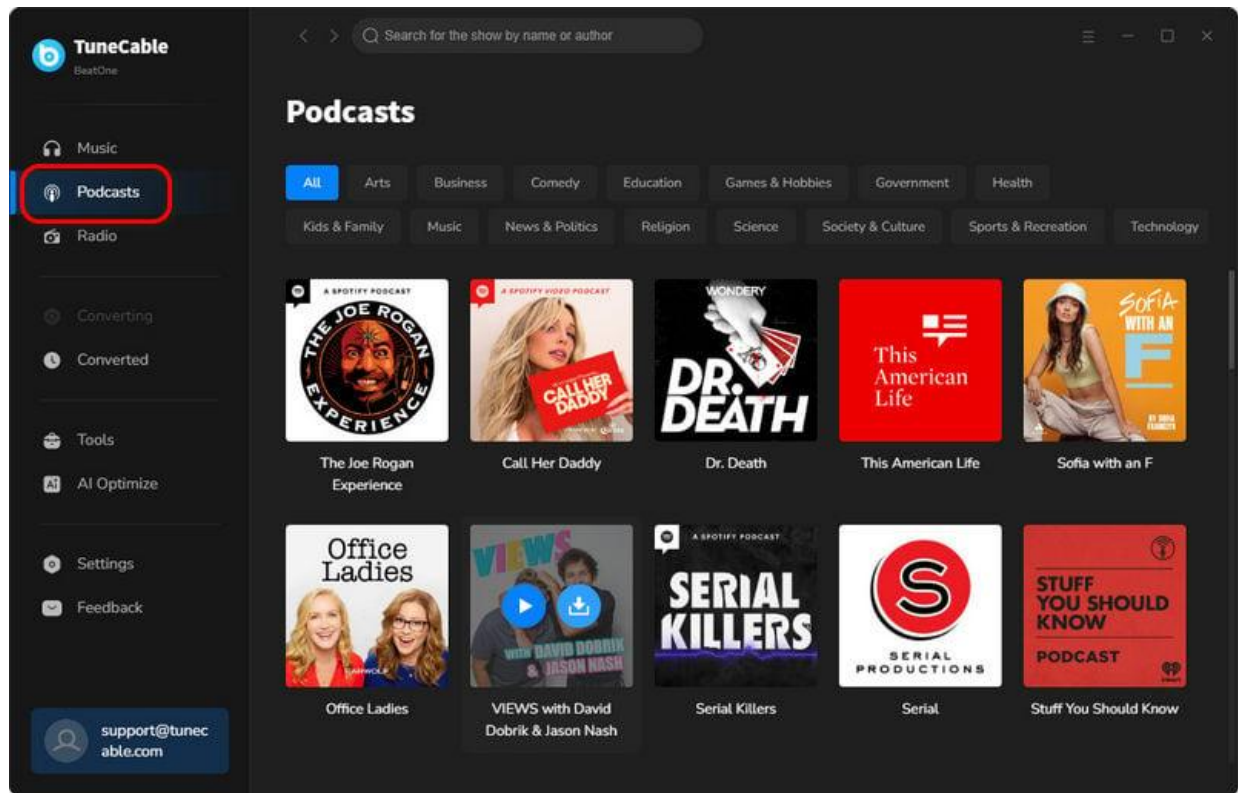 TuneCable
BeatOne
Search for the show by name or author
Music
Podcasts
Radio
Converting
Converted
Tools
AI
AI Optimize
Settings
Feedback
support@tunec
able.com
Podcasts
All Arts Business Comedy Education Games & Hobbies Government Health
Kids & Family Music News & Politics Religion Science Society & Culture Sports & Recreation Technology
A SPOTIFY PODCAST
THE JOE ROGAN
EXPERIENCE
The Joe Rogan
Experience
A SPOTIFY VIDEO PODCAST
CALL HER
DADDY
Call Her Daddy
WONDERY
DR.
DEATH
Dr. Death
This
American
Life
This American Life
SOFIA
WITH AN
F
BY SOFIA
FRANKLYN
Sofia with an F
Office
Ladies
EARWOLF
Office Ladies
VIEWS
WITH DAVID DOBRIK
& JASON NASH
VIEWS with David
Dobrik & Jason Nash
A SPOTIFY PODCAST
SERIAL
KILLERS
Serial Killers
S
SERIAL
PRODUCTIONS
Serial
STUFF
YOU SHOULD
KNOW
PODCAST
Stuff You Should Know